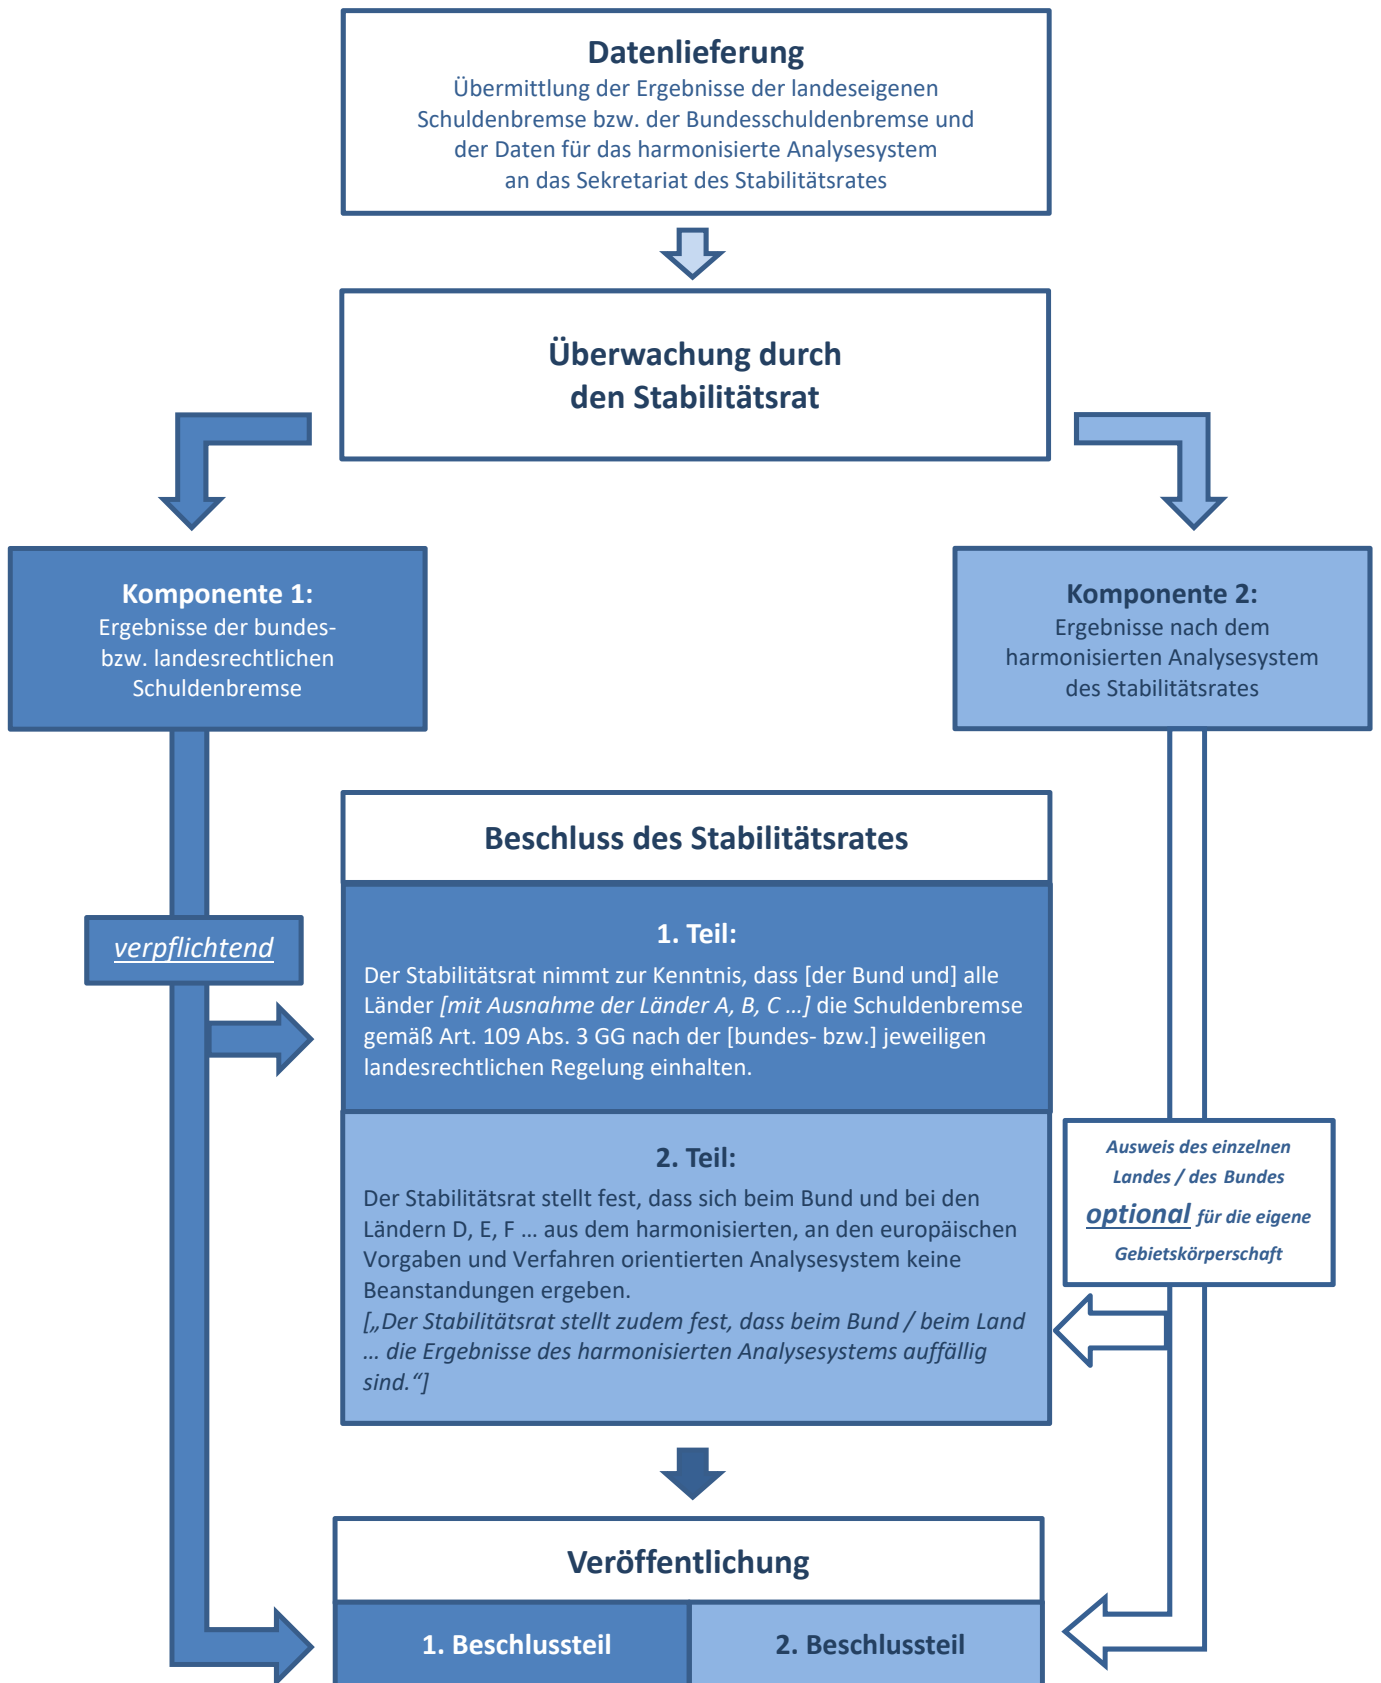 Datenlieferung
Übermittlung der Ergebnisse der landeseigenen
Schuldenbremse bzw. der Bundesschuldenbremse und
der Daten für das harmonisierte Analysesystem
an das Sekretariat des Stabilitätsrates
Überwachung durch
den Stabilitätsrat
Komponente 1:
Ergebnisse der bundes-
bzw. landesrechtlichen
Schuldenbremse
Komponente 2:
Ergebnisse nach dem
harmonisierten Analysesystem
des Stabilitätsrates
Beschluss des Stabilitätsrates
verpflichtend
1. Teil:
Der Stabilitätsrat nimmt zur Kenntnis, dass [der Bund und] alle
Länder [mit Ausnahme der Länder A, B, C …] die Schuldenbremse
gemäß Art. 109 Abs. 3 GG nach der [bundes- bzw.] jeweiligen
landesrechtlichen Regelung einhalten.
2. Teil:
Der Stabilitätsrat stellt fest, dass sich beim Bund und bei den
Ländern D, E, F … aus dem harmonisierten, an den europäischen
Vorgaben und Verfahren orientierten Analysesystem keine
Beanstandungen ergeben.
[„Der Stabilitätsrat stellt zudem fest, dass beim Bund / beim Land
… die Ergebnisse des harmonisierten Analysesystems auffällig
sind.“]
Ausweis des einzelnen
Landes / des Bundes
optional für die eigene
Gebietskörperschaft
Veröffentlichung
1. Beschlussteil
2. Beschlussteil